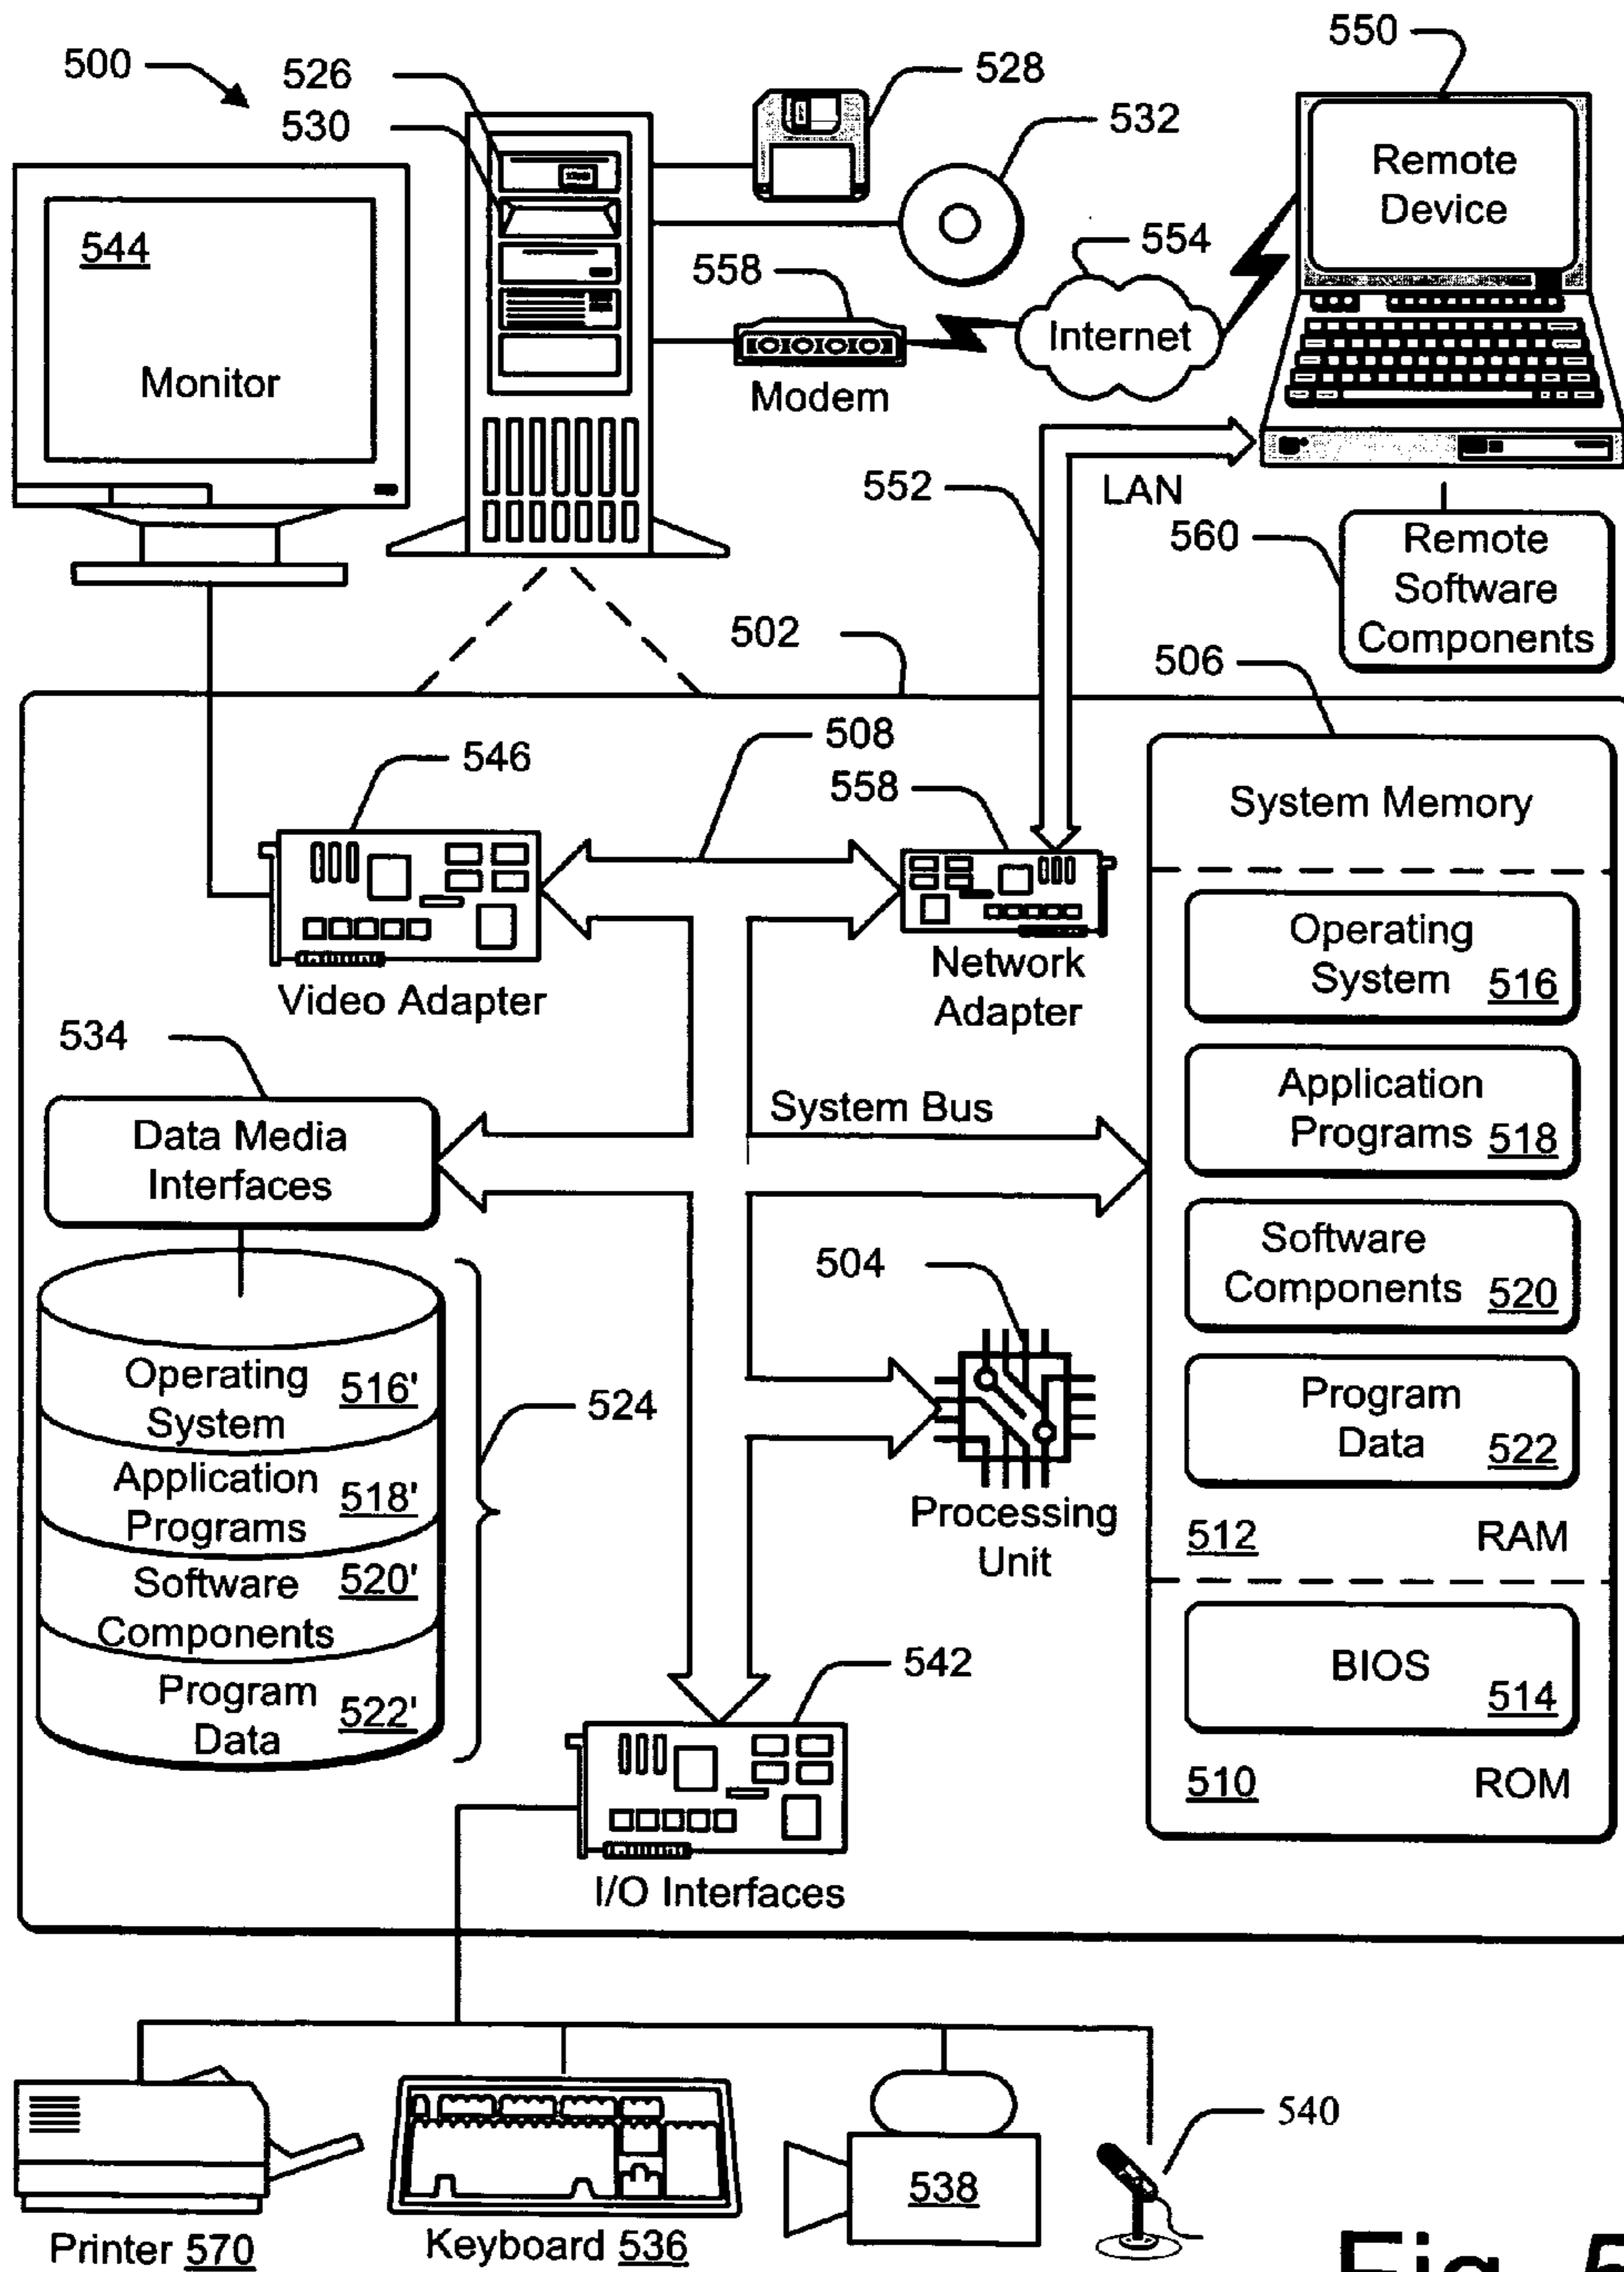 500
526
530
528
532
550
Remote
Device
544
Monitor
558
Modem
554
Internet
552
LAN
560
Remote
Software
Components
502
506
508
546
558
Video Adapter
Network
Adapter
System Memory
Operating
System 516
Application
Programs 518
Software
Components 520
Program
Data 522
512 RAM
BIOS
514
510 ROM
534
Data Media
Interfaces
System Bus
504
Processing
Unit
Operating
System 516'
Application
Programs 518'
Software
Components 520'
Program
Data 522'
524
542
I/O Interfaces
Printer 570
Keyboard 536
538
540
Fig. 5